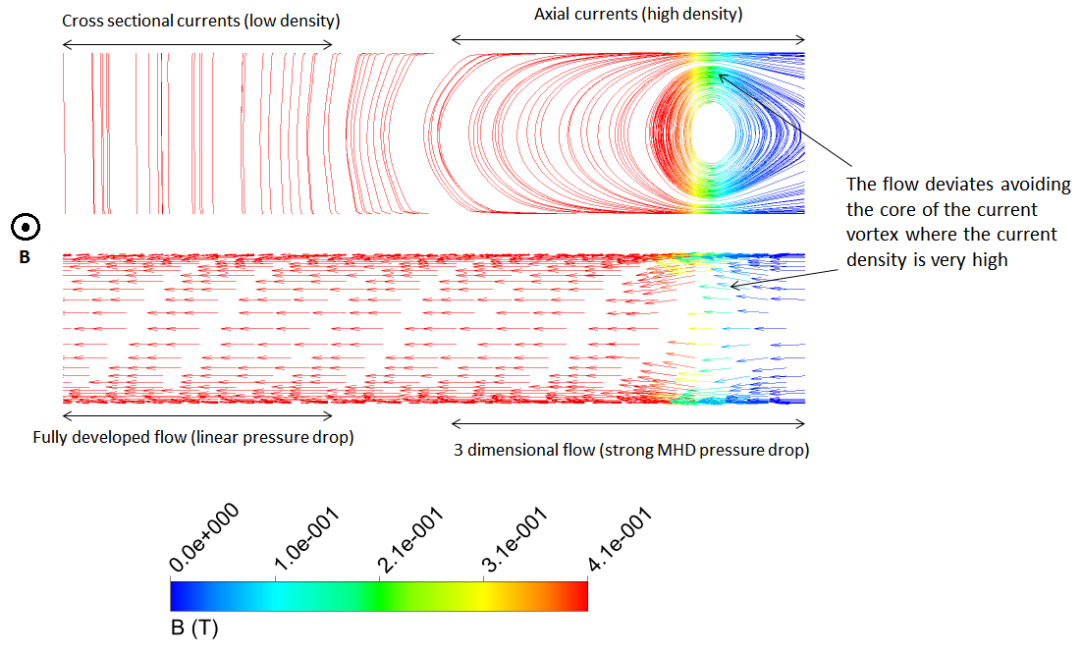 Cross sectional currents (low density)
Axial currents (high density)
The flow deviates avoiding
the core of the current
vortex where the current
density is very high
B
Fully developed flow (linear pressure drop)
3 dimensional flow (strong MHD pressure drop)
0.0e+000
1.0e-001
2.1e-001
3.1e-001
4.1e-001
B (T)